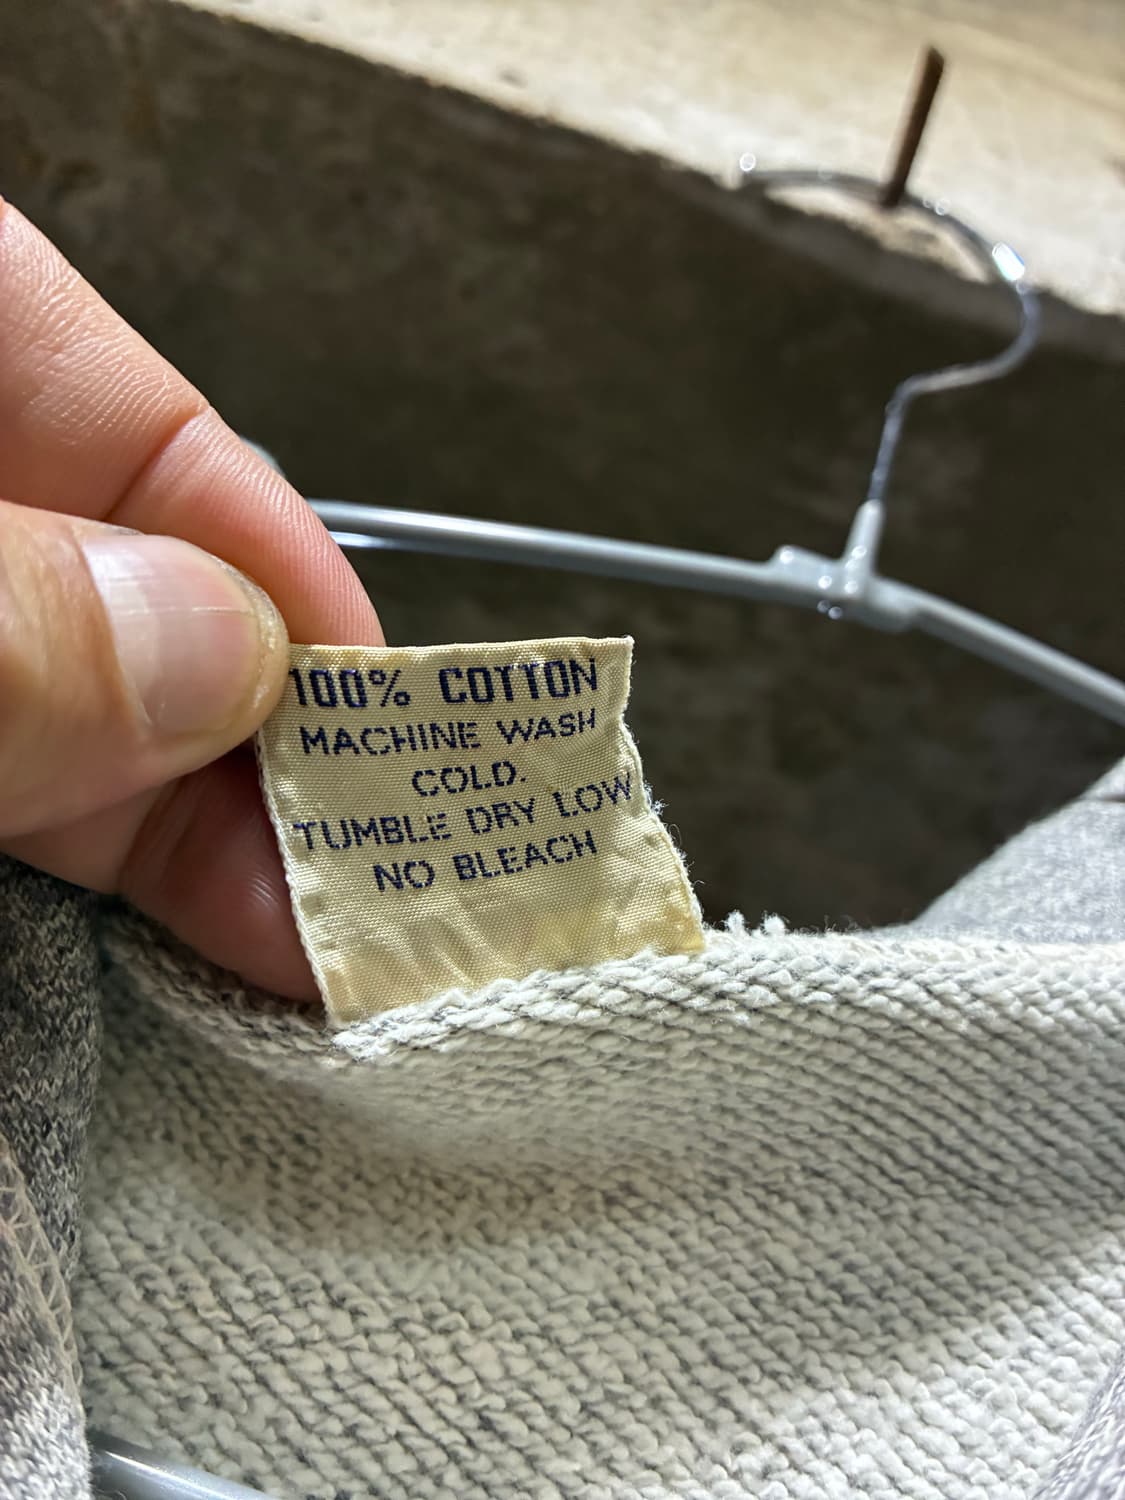 100% COTTON
MACHINE WASH
COLD.
TUMBLE DRY LOW
NO BLEACH